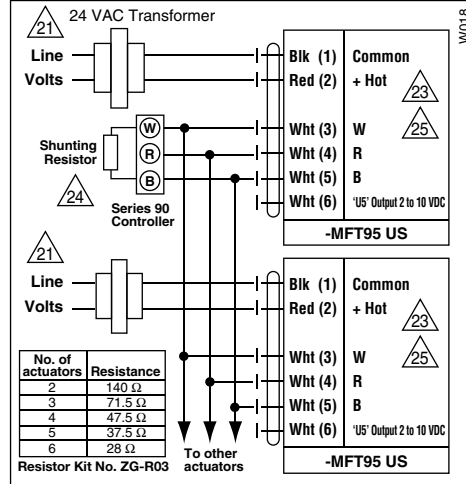 21 24 VAC Transformer
W018
Line
Volts
Blk (1) Common
Red (2) + Hot
23
Wht (3) W
25
Wht (4) R
Wht (5) B
Wht (6) 'U5' Output 2 to 10 VDC
-MFT95 US
W
R
B
Shunting
Resistor
24
Series 90
Controller
21
Line
Volts
Blk (1) Common
Red (2) + Hot
23
Wht (3) W
25
Wht (4) R
Wht (5) B
Wht (6) 'U5' Output 2 to 10 VDC
-MFT95 US
No. of
actuators Resistance
2 140 Ω
3 71.5 Ω
4 47.5 Ω
5 37.5 Ω
6 28 Ω
Resistor Kit No. ZG-R03
To other
actuators